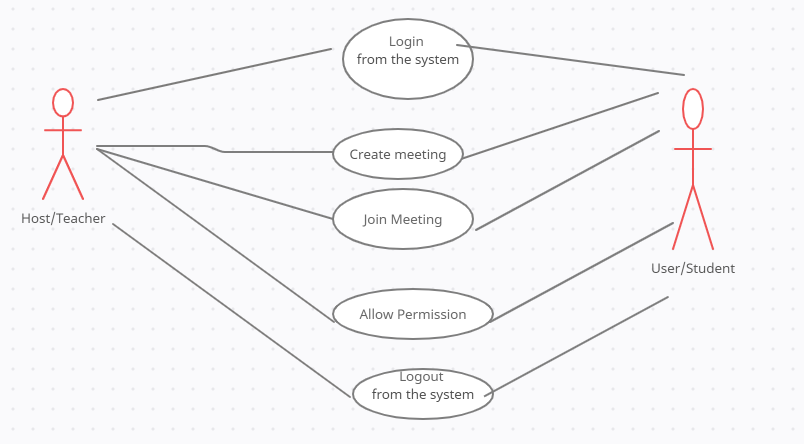 Login
from the system
Create meeting
Join Meeting
Host/Teacher
User/Student
Allow Permission
Logout
from the system